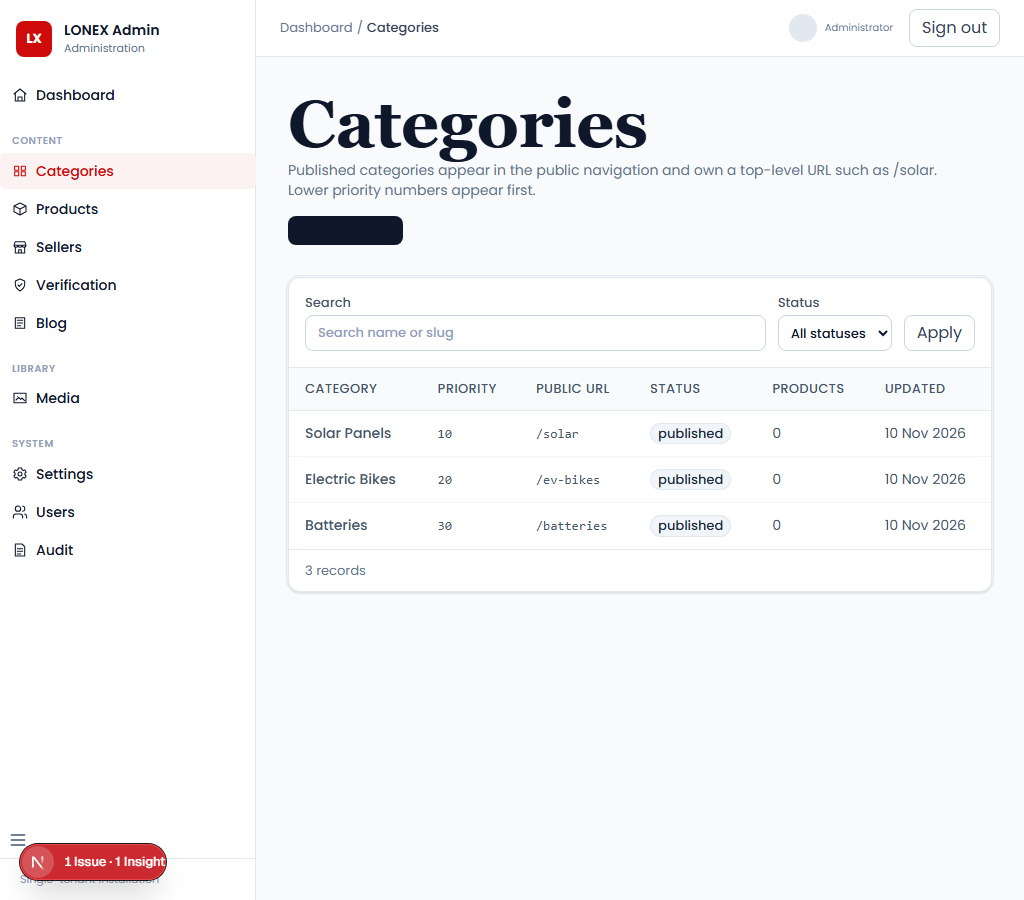 LX
LONEX Admin
Administration
Dashboard / Categories
Administrator
Sign out
Dashboard
CONTENT
Categories
Products
Sellers
Verification
Blog
LIBRARY
Media
SYSTEM
Settings
Users
Audit
N
1 Issue · 1 Insight
Single-tenant installation
Categories
Published categories appear in the public navigation and own a top-level URL such as /solar.
Lower priority numbers appear first.
Search
Status
Search name or slug
All statuses
Apply
CATEGORY PRIORITY PUBLIC URL STATUS PRODUCTS UPDATED
Solar Panels 10 /solar published 0 10 Nov 2026
Electric Bikes 20 /ev-bikes published 0 10 Nov 2026
Batteries 30 /batteries published 0 10 Nov 2026
3 records